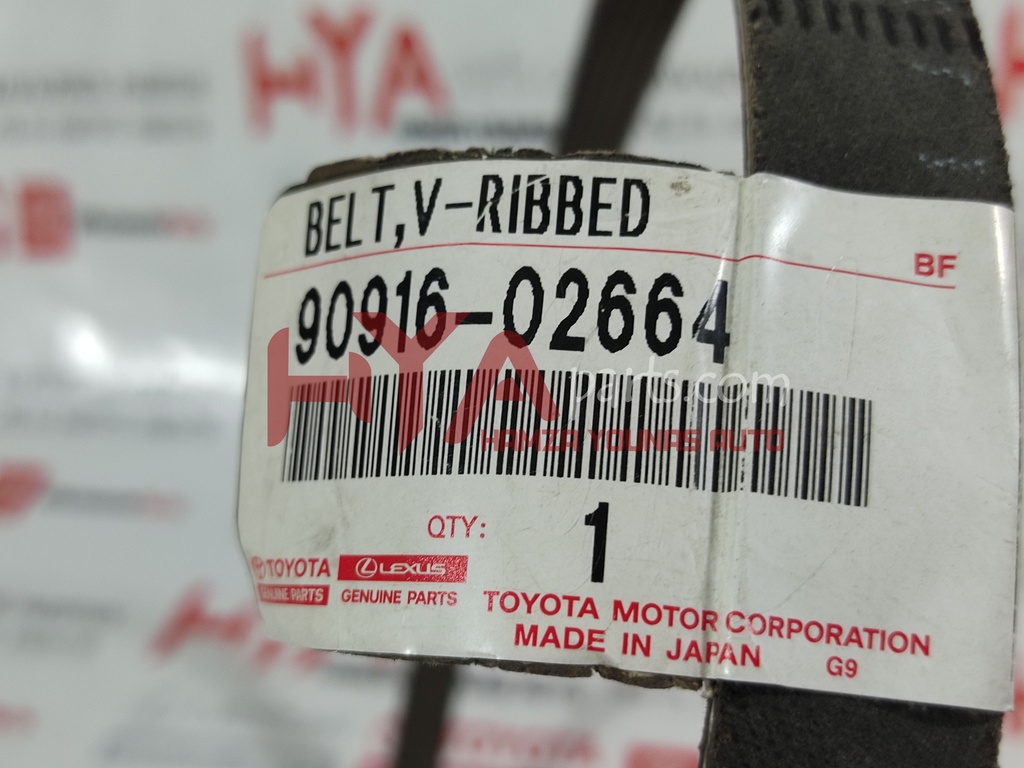 HYA
BELT,V-RIBBED
BF
90916-02664
HYA parts.com
HAMZA YOUNAS AUTO
QTY: 1
TOYOTA LEXUS
GENUINE PARTS GENUINE PARTS
TOYOTA MOTOR CORPORATION
MADE IN JAPAN G9